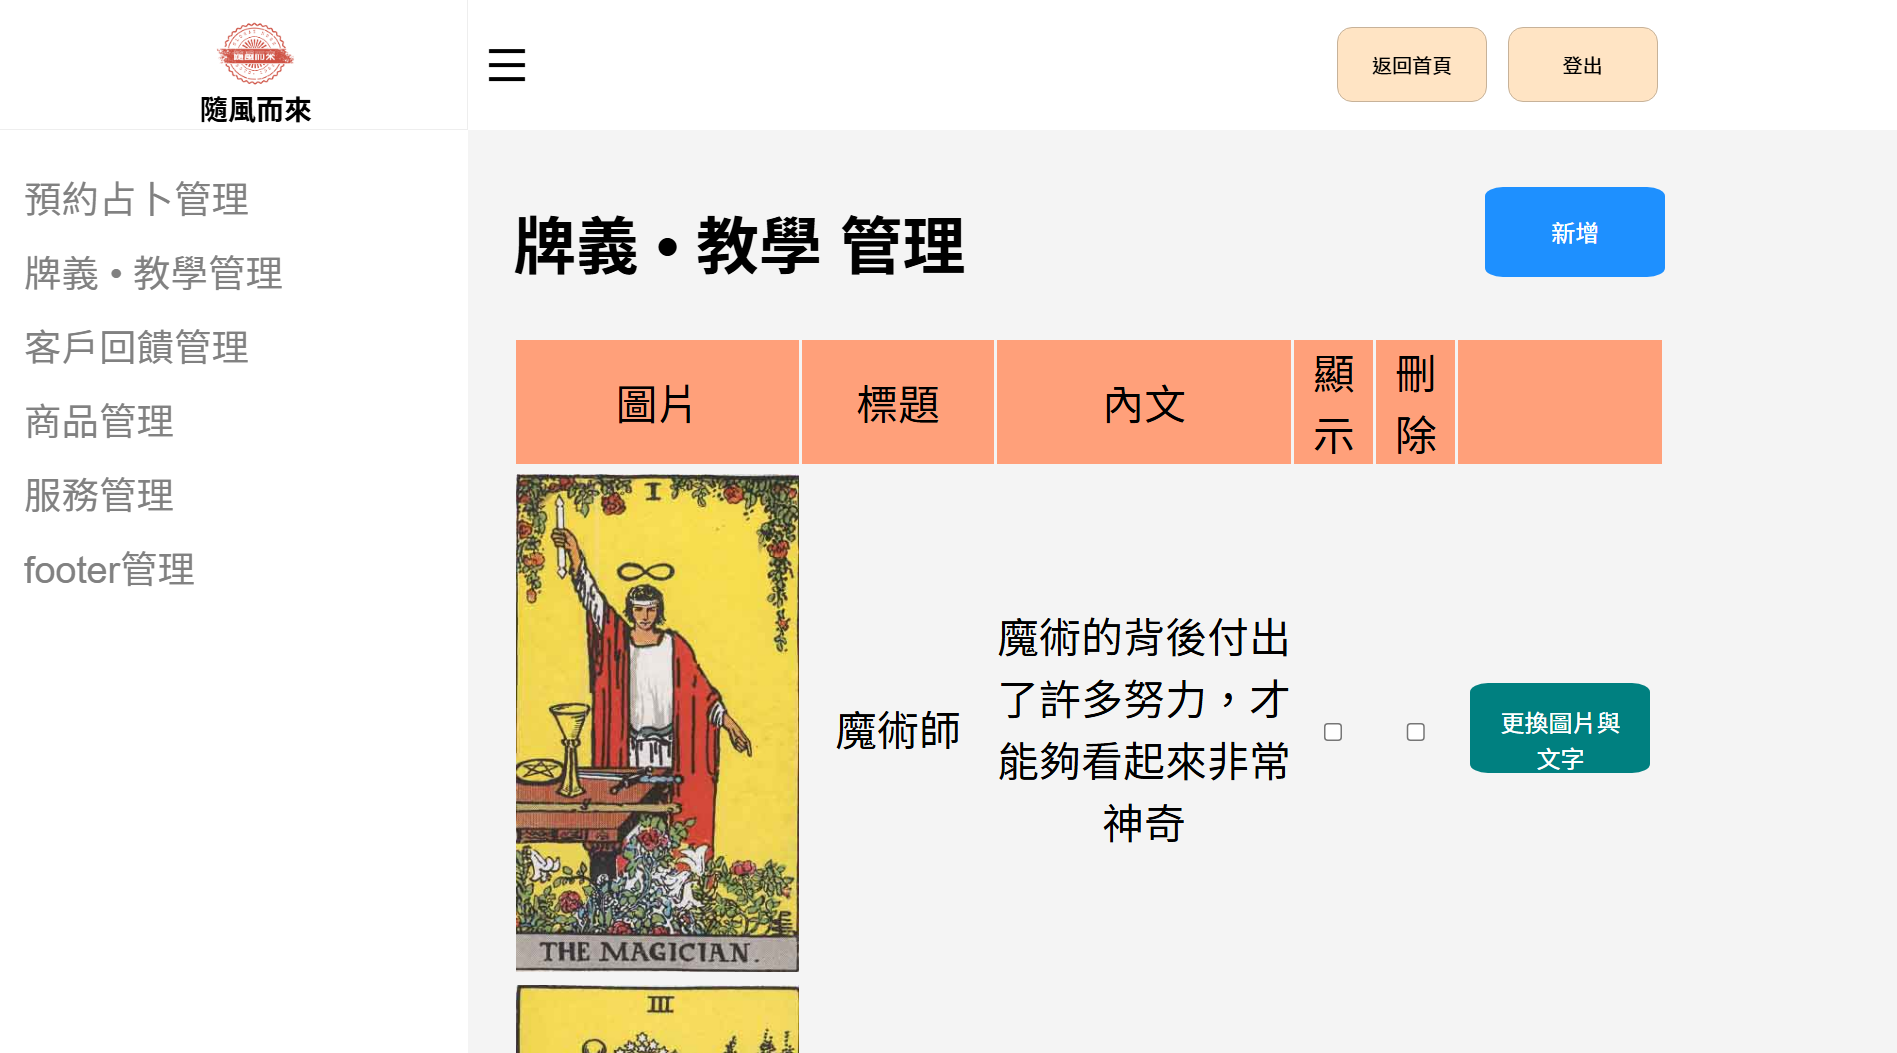 隨風而來
隨風而來
返回首頁
登出
預約占卜管理
牌義 • 教學管理
客戶回饋管理
商品管理
服務管理
footer管理
牌義 • 教學 管理
新增
圖片
標題
內文
顯
示
刪
除
I
THE MAGICIAN.
魔術師
魔術的背後付出
了許多努力，才
能夠看起來非常
神奇
更換圖片與
文字
III